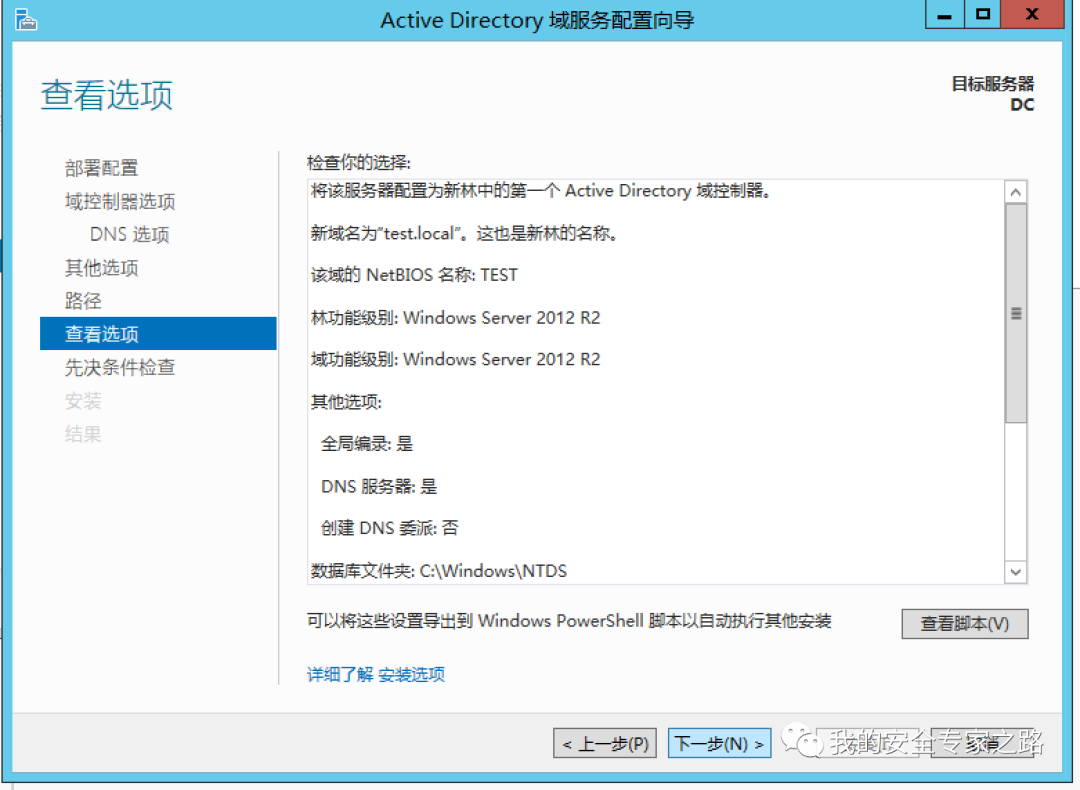 Active Directory 域服务配置向导
查看选项
目标服务器
DC
部署配置
域控制器选项
DNS 选项
其他选项
路径
查看选项
先决条件检查
安装
结果
检查你的选择:
将该服务器配置为新林中的第一个 Active Directory 域控制器。
新域名为"test.local"。这也是新林的名称。
该域的 NetBIOS 名称: TEST
林功能级别: Windows Server 2012 R2
域功能级别: Windows Server 2012 R2
其他选项:
全局编录: 是
DNS 服务器: 是
创建 DNS 委派: 否
数据库文件夹: C:\Windows\NTDS
可以将这些设置导出到 Windows PowerShell 脚本以自动执行其他安装
查看脚本(V)
详细了解 安装选项
< 上一步(P)
下一步(N) >
取消
我的安全专家之路